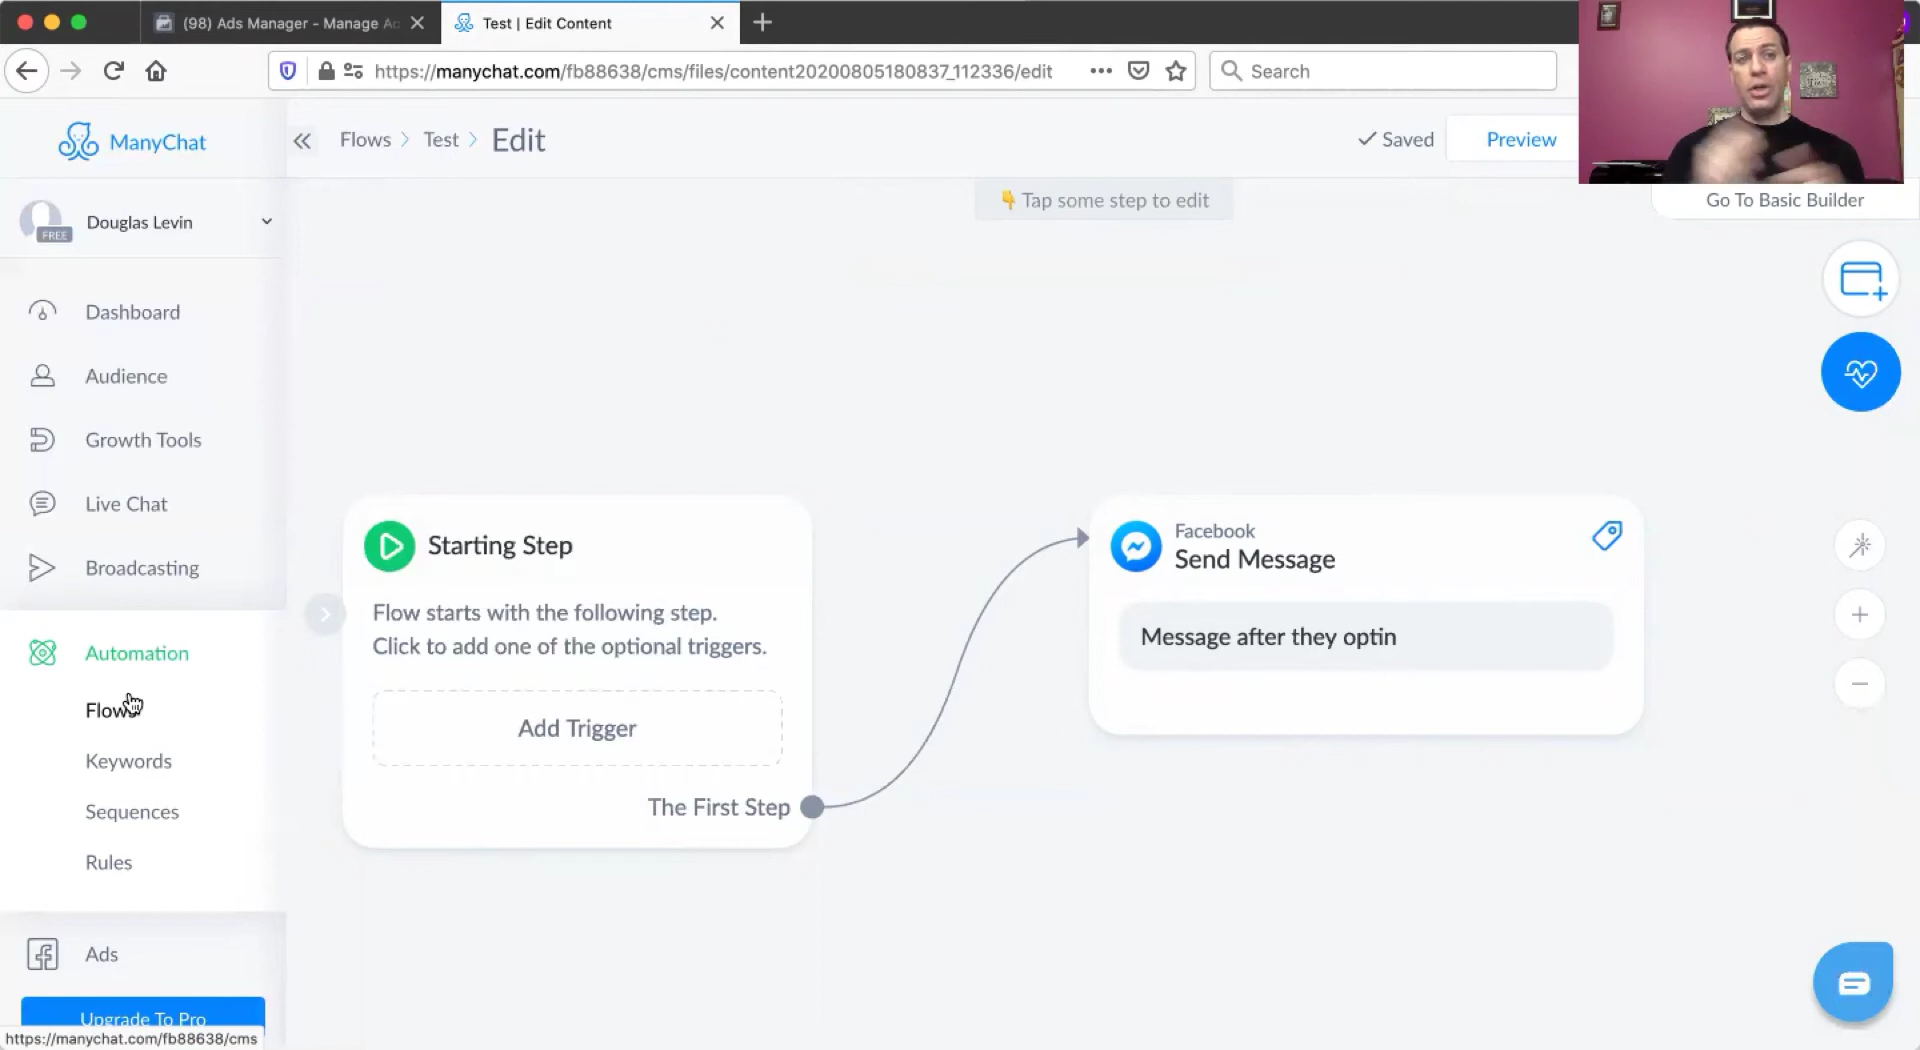 (98) Ads Manager - Manage Ac
Test | Edit Content
https://manychat.com/fb88638/cms/files/content20200805180837_112336/edit
Search
ManyChat
Flows > Test > Edit
Saved
Preview
FREE
Douglas Levin
👇 Tap some step to edit
Go To Basic Builder
Dashboard
Audience
Growth Tools
Live Chat
Broadcasting
Automation
Flows
Keywords
Sequences
Rules
Ads
Upgrade To Pro
https://manychat.com/fb88638/cms
Starting Step
Flow starts with the following step.
Click to add one of the optional triggers.
Add Trigger
The First Step
Facebook
Send Message
Message after they optin